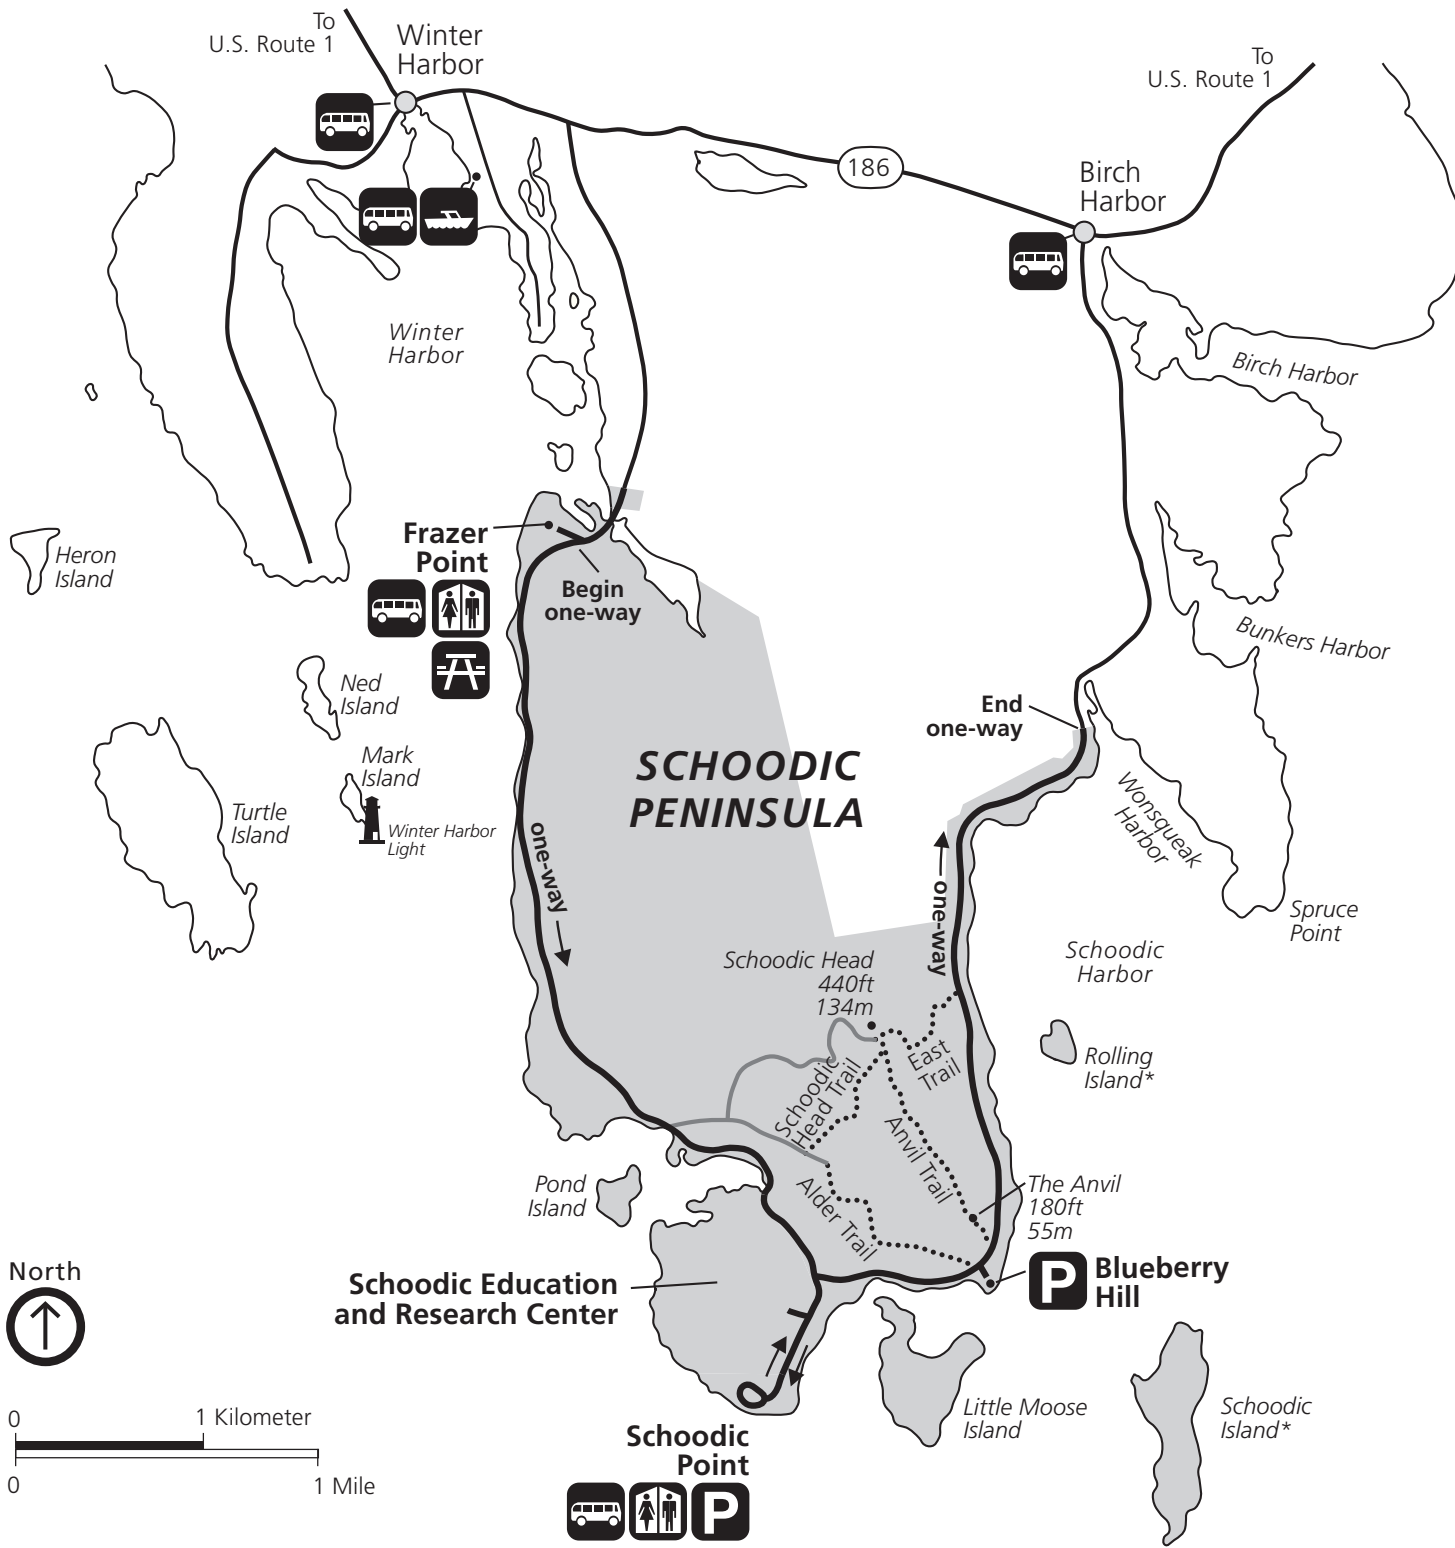 To
U.S. Route 1
Winter
Harbor
To
U.S. Route 1
186
Birch
Harbor
Winter
Harbor
Birch Harbor
Frazer
Point
Heron
Island
Begin
one-way
Bunkers Harbor
Ned
Island
End
one-way
Mark
Island
SCHOODIC
PENINSULA
Turtle
Island
Winter Harbor
Light
Wonsqueak
Harbor
one-way
one-way
Spruce
Point
Schoodic
Harbor
Schoodic Head
440ft
134m
Rolling
Island*
East
Trail
Schoodic
Head Trail
Anvil Trail
Pond
Island
Alder Trail
The Anvil
180ft
55m
North
Schoodic Education
and Research Center
P
Blueberry
Hill
0
1 Kilometer
0
1 Mile
Little Moose
Island
Schoodic
Island*
Schoodic
Point
P